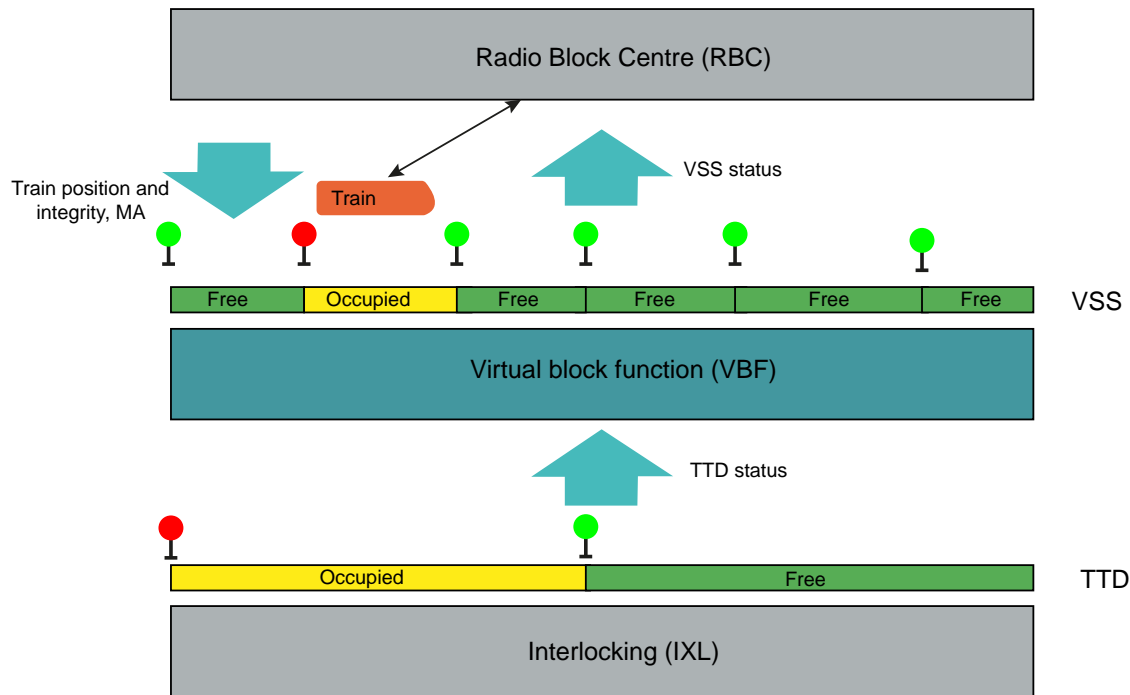 Radio Block Centre (RBC)
VSS status
Train position and
integrity, MA
Train
Free
Occupied
Free
Free
Free
Free
VSS
Virtual block function (VBF)
TTD status
Occupied
Free
TTD
Interlocking (IXL)